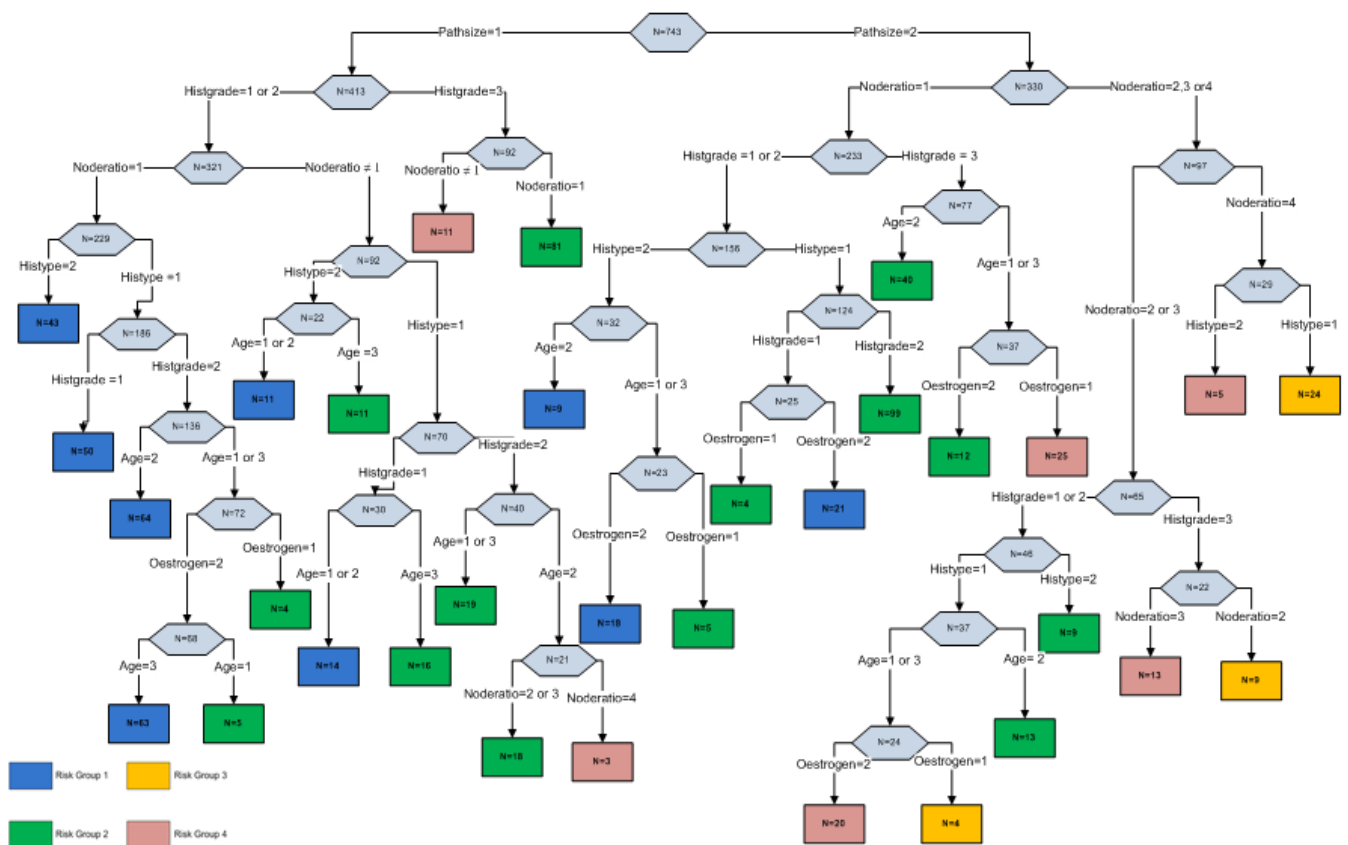 Pathsize=1
N=743
Pathsize=2
Histgrade=1 or 2
N=413
Histgrade=3
Noderatio=1
N=330
Noderatio=2,3 or4
Noderatio=1
N=321
Noderatio ≠ 1
N=92
Noderatio ≠ 1
Noderatio=1
Histgrade =1 or 2
N=233
Histgrade = 3
N=97
Noderatio=4
N=229
Histype=2
Histype =1
N=11
N=81
N=92
Histype=2
Histype=1
Histype=2
N=156
Histype=1
Age=2
N=77
Age=1 or 3
N=40
N=29
Histype=2
Histype=1
Noderatio=2 or 3
N=43
N=186
Histgrade =1
Histgrade=2
N=22
Age=1 or 2
Age =3
N=32
Age=2
Age=1 or 3
N=124
Histgrade=1
Histgrade=2
N=37
Oestrogen=2
Oestrogen=1
N=5
N=24
N=50
N=136
Age=2
Age=1 or 3
N=11
N=11
N=70
Histgrade=1
Histgrade=2
N=9
N=25
Oestrogen=1
Oestrogen=2
N=99
N=12
N=25
N=64
N=72
Oestrogen=2
Oestrogen=1
N=30
Age=1 or 2
Age=3
N=40
Age=1 or 3
Age=2
N=23
Oestrogen=2
Oestrogen=1
N=4
N=21
Histgrade=1 or 2
N=65
Histgrade=3
N=4
N=19
N=46
Histype=1
Histype=2
N=22
Noderatio=3
Noderatio=2
N=68
Age=3
Age=1
N=14
N=16
N=21
Noderatio=2 or 3
Noderatio=4
N=18
N=5
N=37
Age=1 or 3
Age= 2
N=9
N=13
N=9
N=63
N=5
N=18
N=3
N=24
Oestrogen=2
Oestrogen=1
N=13
N=20
N=4
Risk Group 1
Risk Group 3
Risk Group 2
Risk Group 4